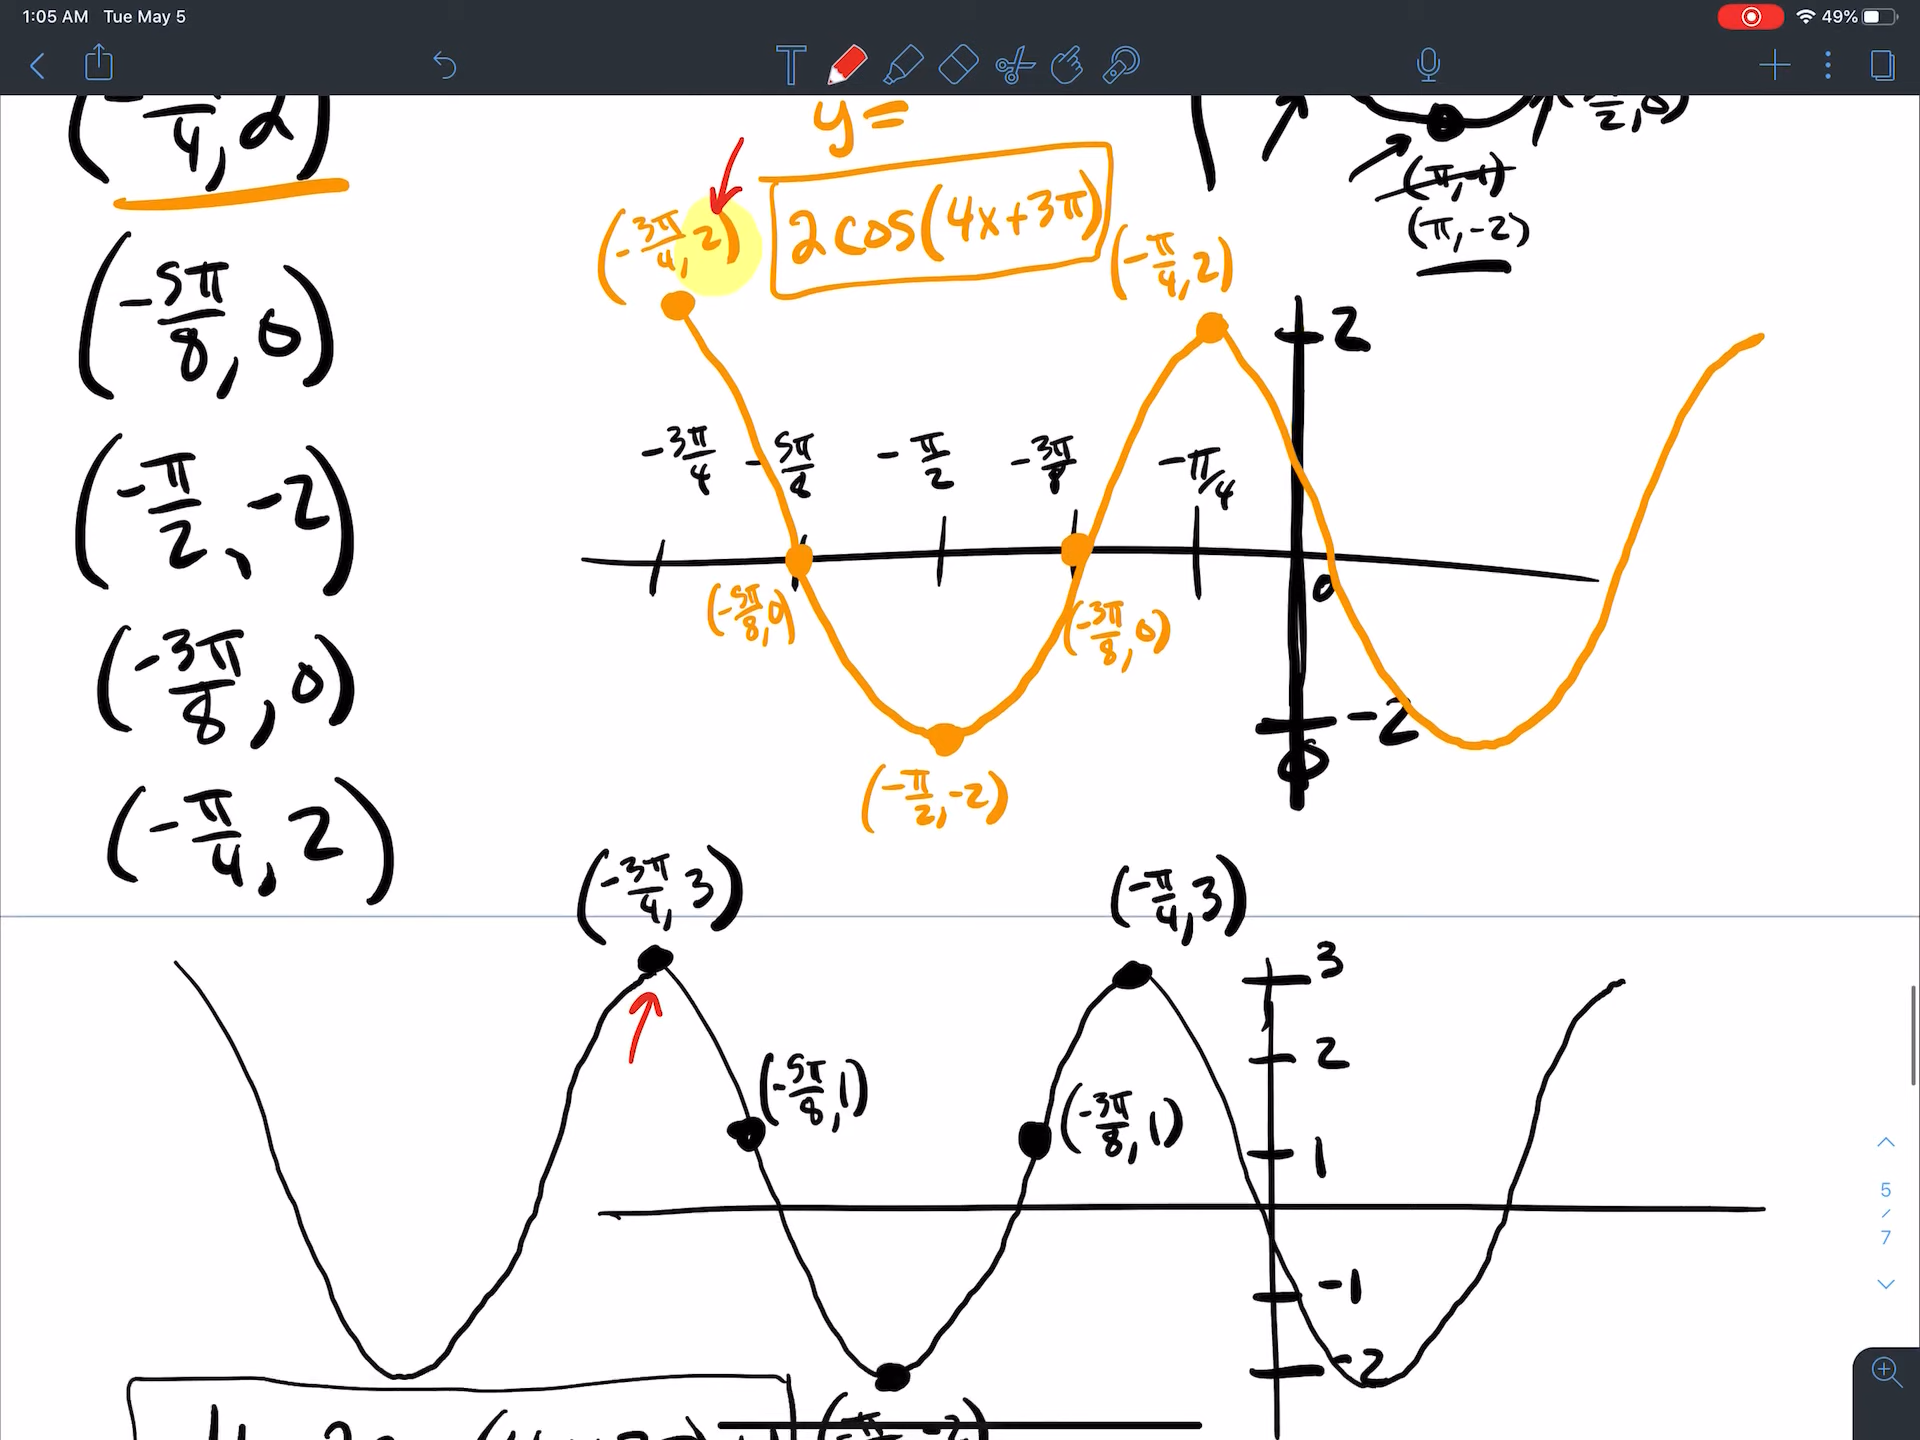 1:05 AM Tue May 5
49%
(-π/4, 2)
(-5π/8, 0)
(-π/2, -2)
(-3π/8, 0)
(-π/4, 2)
y=
2cos(4x+3π)
(-3π/4, 2)
(-π/4, 2)
(π,-1)
(π,-2)
2
-3π/4 -5π/8 -π/2 -3π/8 -π/4
0
(-5π/8, 0)
(-3π/8, 0)
-2
(-π/2, -2)
(-3π/4, 3)
(-π/4, 3)
3
2
(-5π/8, 1)
(-3π/8, 1)
1
-1
-2
5
/
7